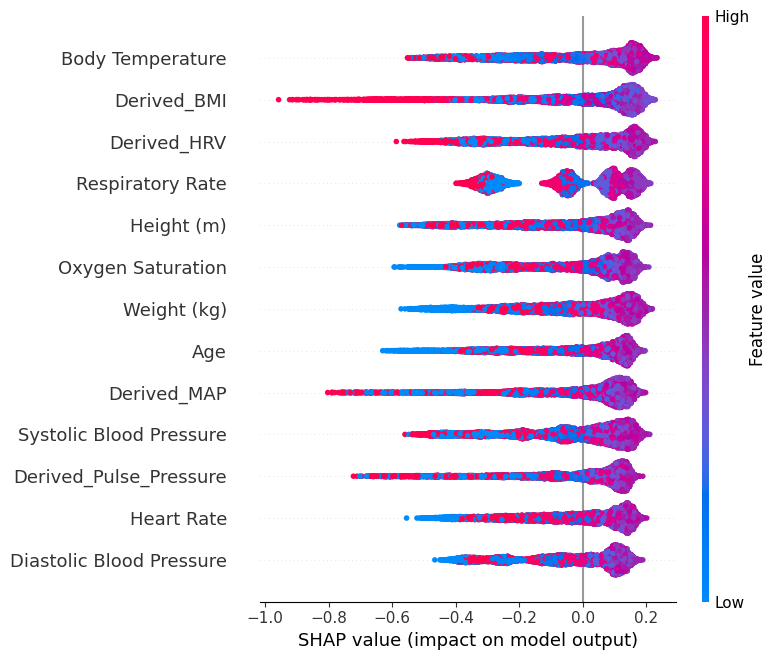 High
Body Temperature
Derived_BMI
Derived_HRV
Respiratory Rate
Height (m)
Oxygen Saturation
Weight (kg)
Age
Derived_MAP
Systolic Blood Pressure
Derived_Pulse_Pressure
Heart Rate
Diastolic Blood Pressure
Feature value
Low
−1.0 −0.8 −0.6 −0.4 −0.2 0.0 0.2
SHAP value (impact on model output)